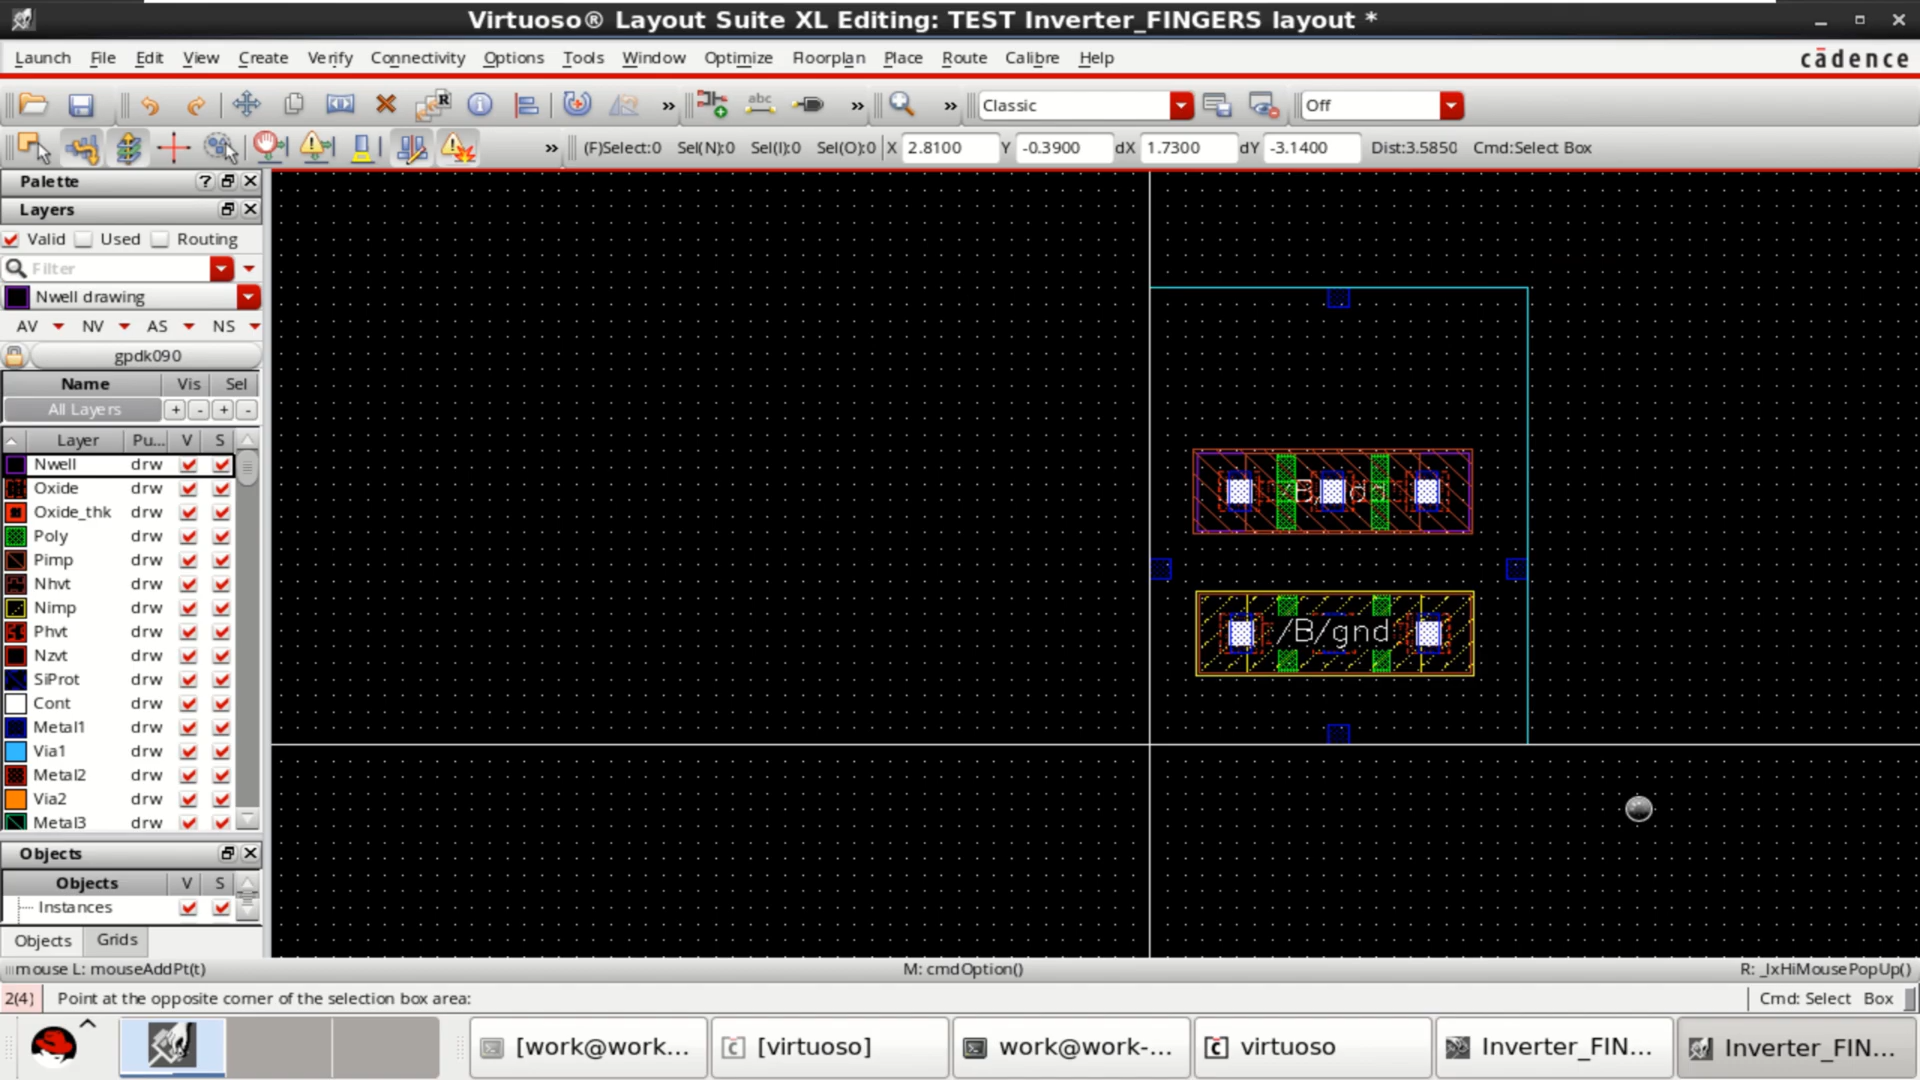 Virtuoso® Layout Suite XL Editing: TEST Inverter_FINGERS layout *
Launch File Edit View Create Verify Connectivity Options Tools Window Optimize Floorplan Place Route Calibre Help cādence
R » abc » » Classic Off
» (F)Select:0 Sel(N):0 Sel(I):0 Sel(O):0 X 2.8100 Y -0.3900 dX 1.7300 dY -3.1400 Dist:3.5850 Cmd:Select Box
Palette ?
Layers
Valid Used Routing
Filter
Nwell drawing
AV NV AS NS
gpdk090
Name Vis Sel
All Layers + - + -
Layer Pu... V S
Nwell drw
Oxide drw
Oxide_thk drw
Poly drw
Pimp drw
Nhvt drw
Nimp drw
Phvt drw
Nzvt drw
SiProt drw
Cont drw
Metal1 drw
Via1 drw
Metal2 drw
Via2 drw
Metal3 drw
/B/gnd
Objects
Objects V S
Instances
Objects Grids
mouse L: mouseAddPt(t) M: cmdOption() R: _lxHiMousePopUp()
2(4) Point at the opposite corner of the selection box area: Cmd: Select Box
[work@work... [virtuoso] work@work-... virtuoso Inverter_FIN... Inverter_FIN...